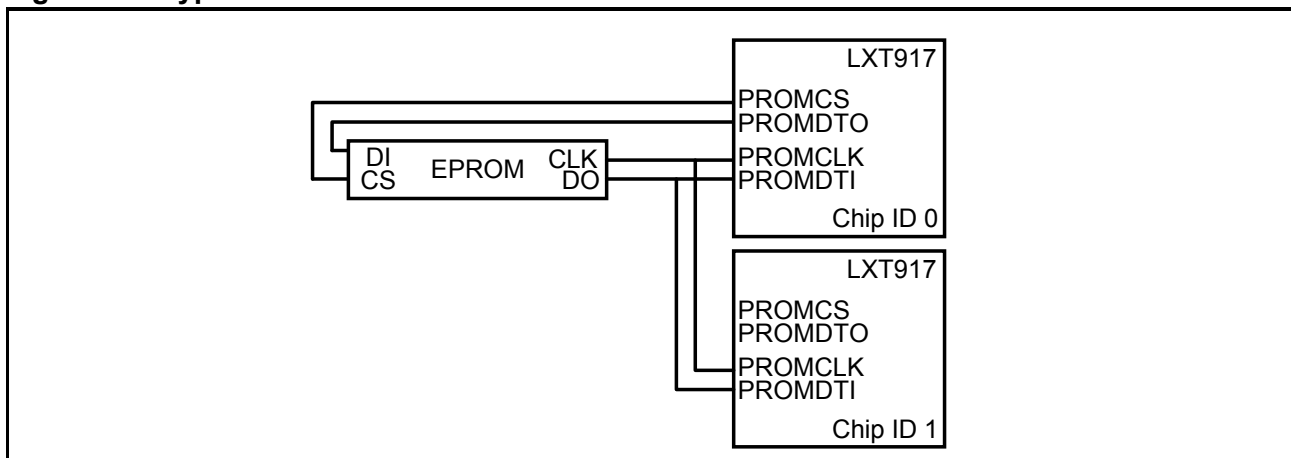 LXT917
PROMCS
PROMDTO
DI
EPROM
CLK
PROMCLK
CS
DO
PROMDTI
Chip ID 0
LXT917
PROMCS
PROMDTO
PROMCLK
PROMDTI
Chip ID 1